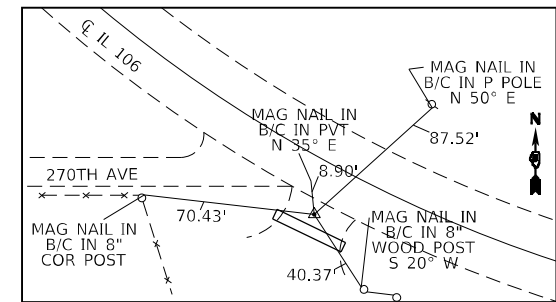 ℄ IL 106
MAG NAIL IN
B/C IN P POLE
N 50° E
MAG NAIL IN
B/C IN PVT
N 35° E
N
87.52'
8.90'
270TH AVE
70.43'
MAG NAIL IN
B/C IN 8"
COR POST
MAG NAIL IN
B/C IN 8"
WOOD POST
S 20° W
40.37'